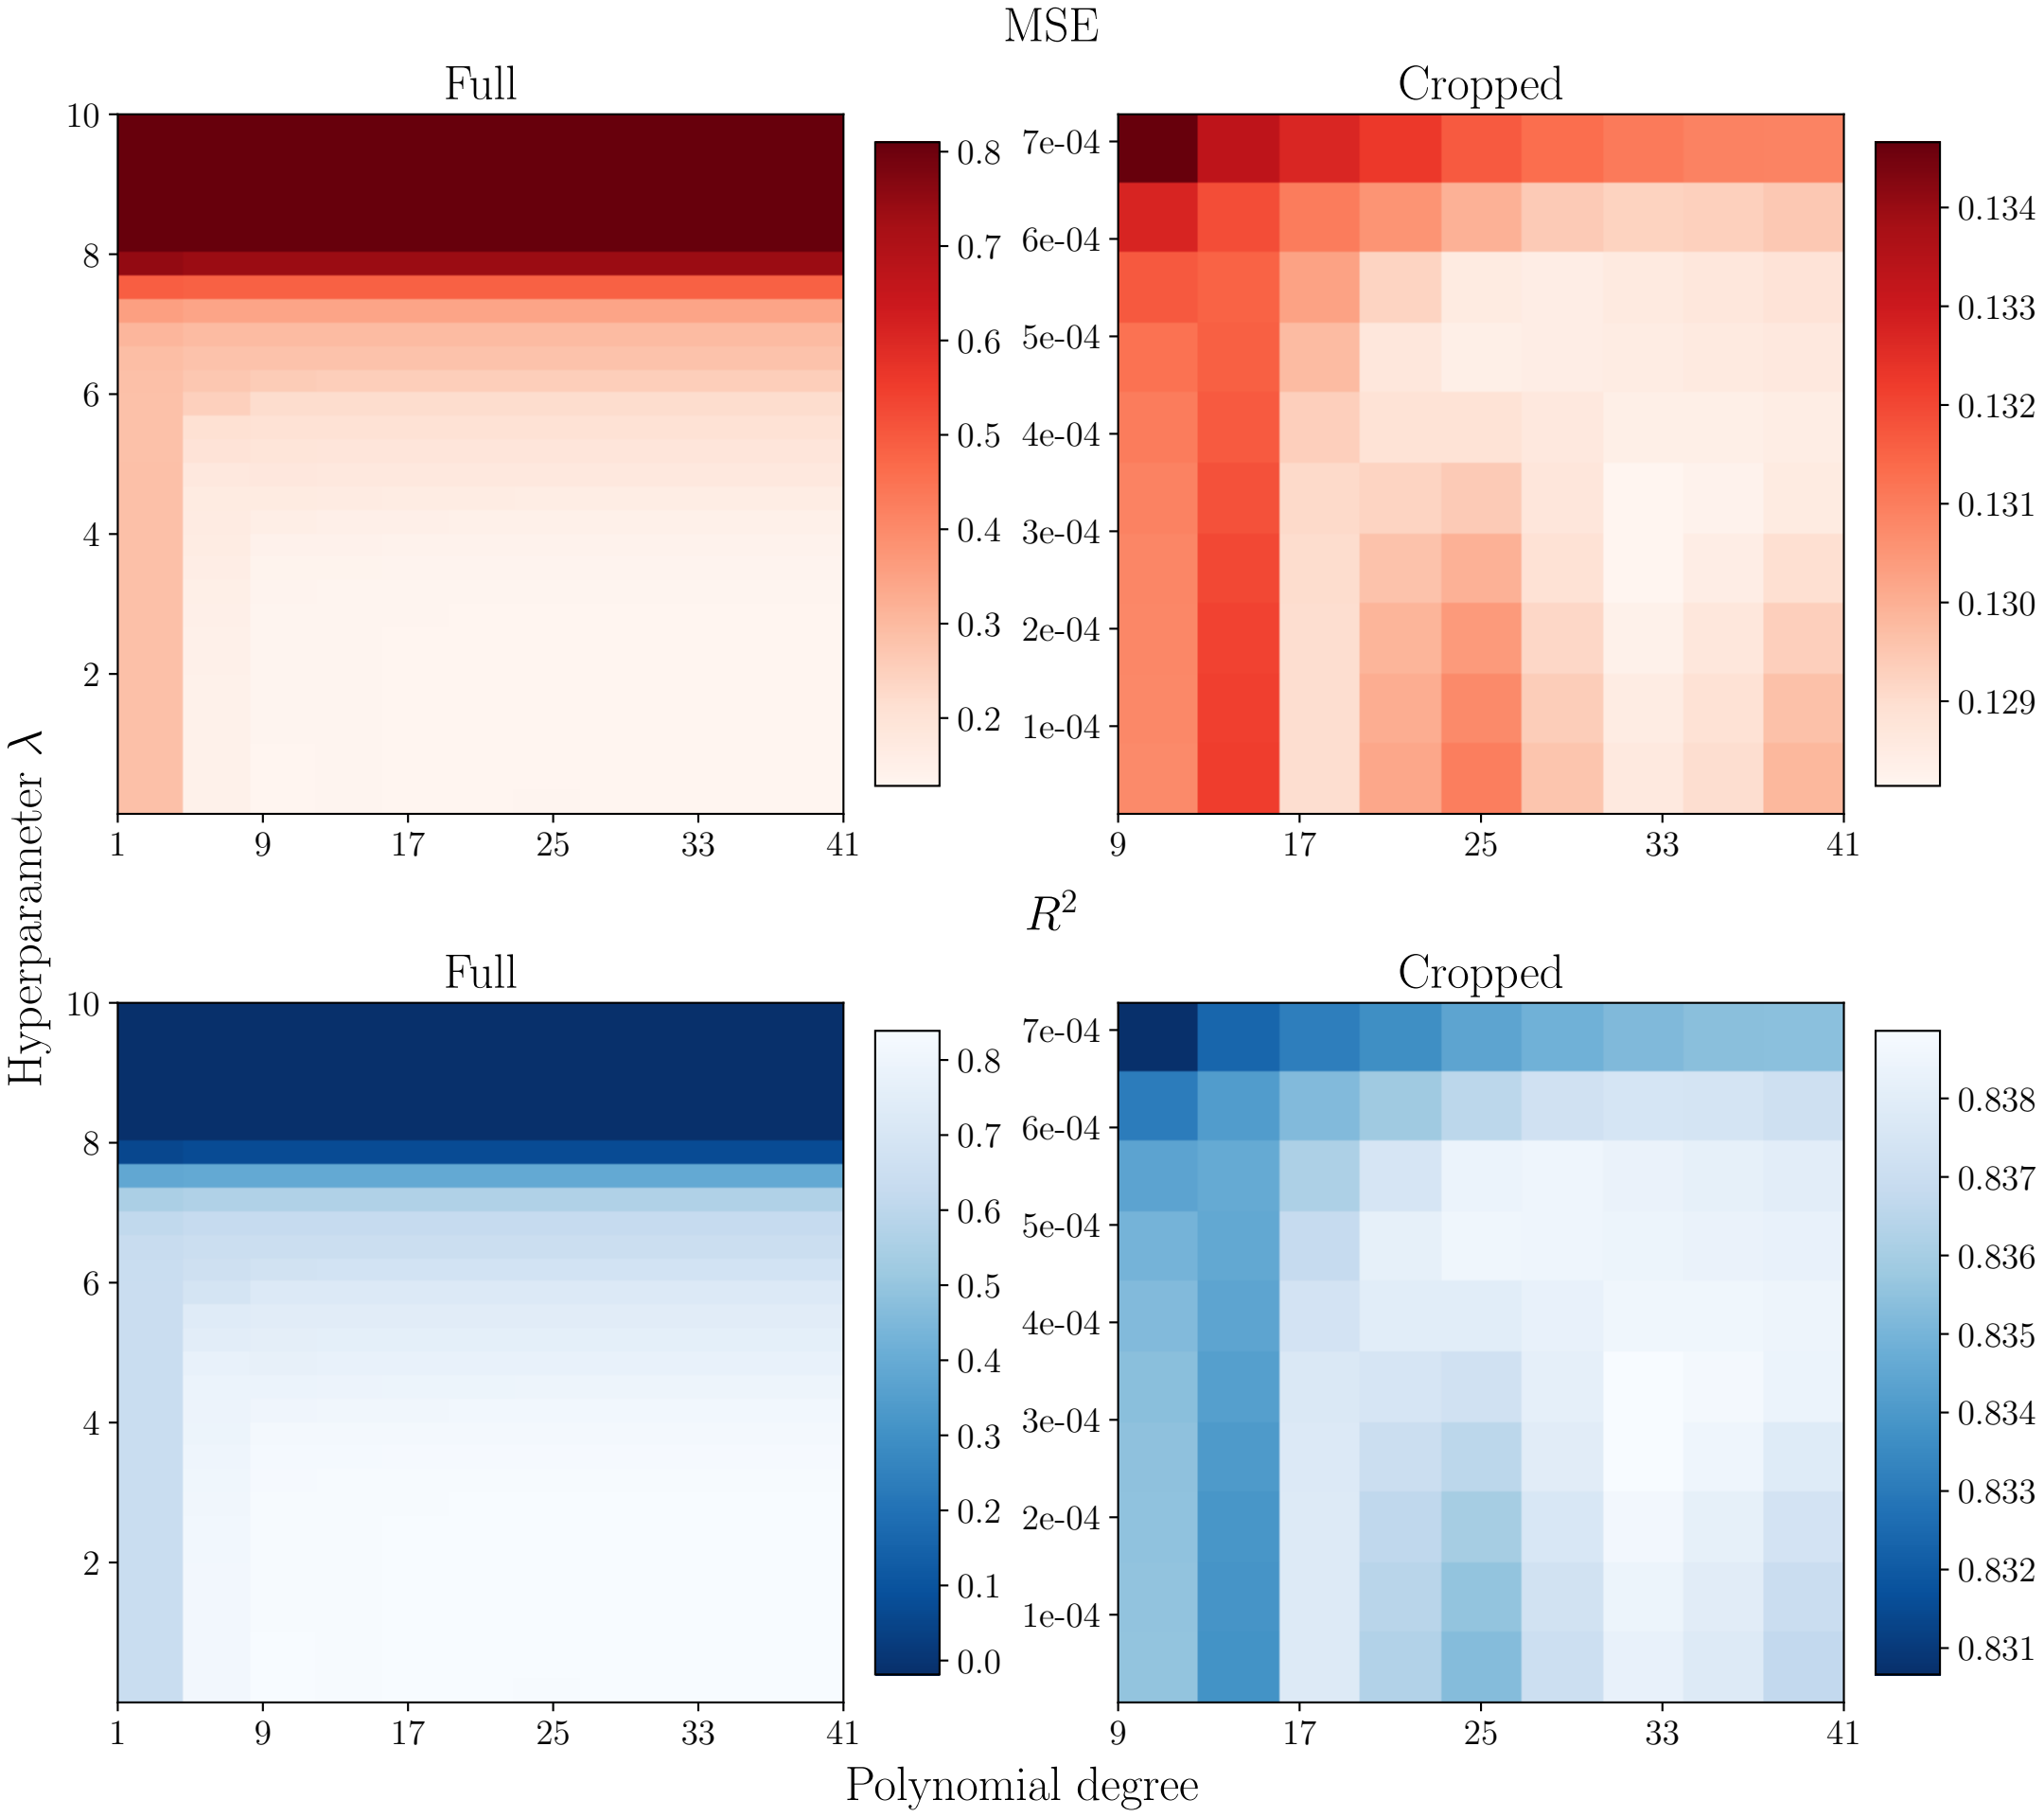 MSE
Full
Cropped
10
8
6
4
2
1
9
17
25
33
41
0.8
0.7
0.6
0.5
0.4
0.3
0.2
7e-04
6e-04
5e-04
4e-04
3e-04
2e-04
1e-04
9
17
25
33
41
0.134
0.133
0.132
0.131
0.130
0.129
Hyperparameter λ
R²
Full
Cropped
10
8
6
4
2
1
9
17
25
33
41
0.8
0.7
0.6
0.5
0.4
0.3
0.2
0.1
0.0
7e-04
6e-04
5e-04
4e-04
3e-04
2e-04
1e-04
9
17
25
33
41
0.838
0.837
0.836
0.835
0.834
0.833
0.832
0.831
Polynomial degree